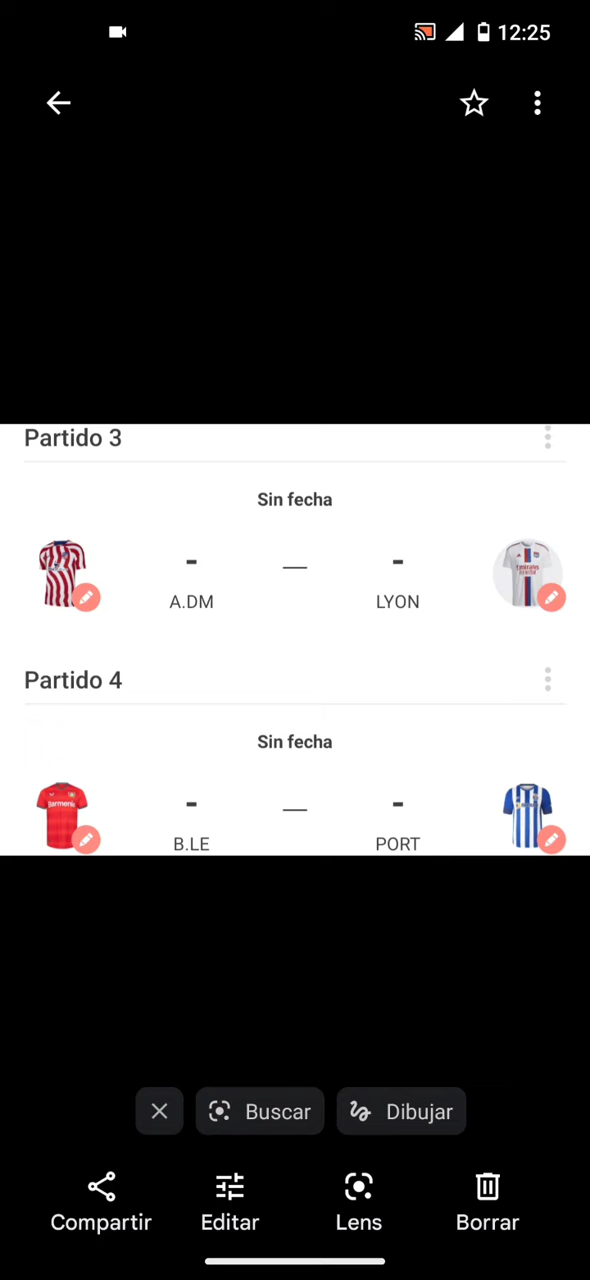 12:25
Partido 3
Sin fecha
- — -
A.DM LYON
Partido 4
Sin fecha
- — -
Barmenia
B.LE PORT
Buscar Dibujar
Compartir Editar Lens Borrar